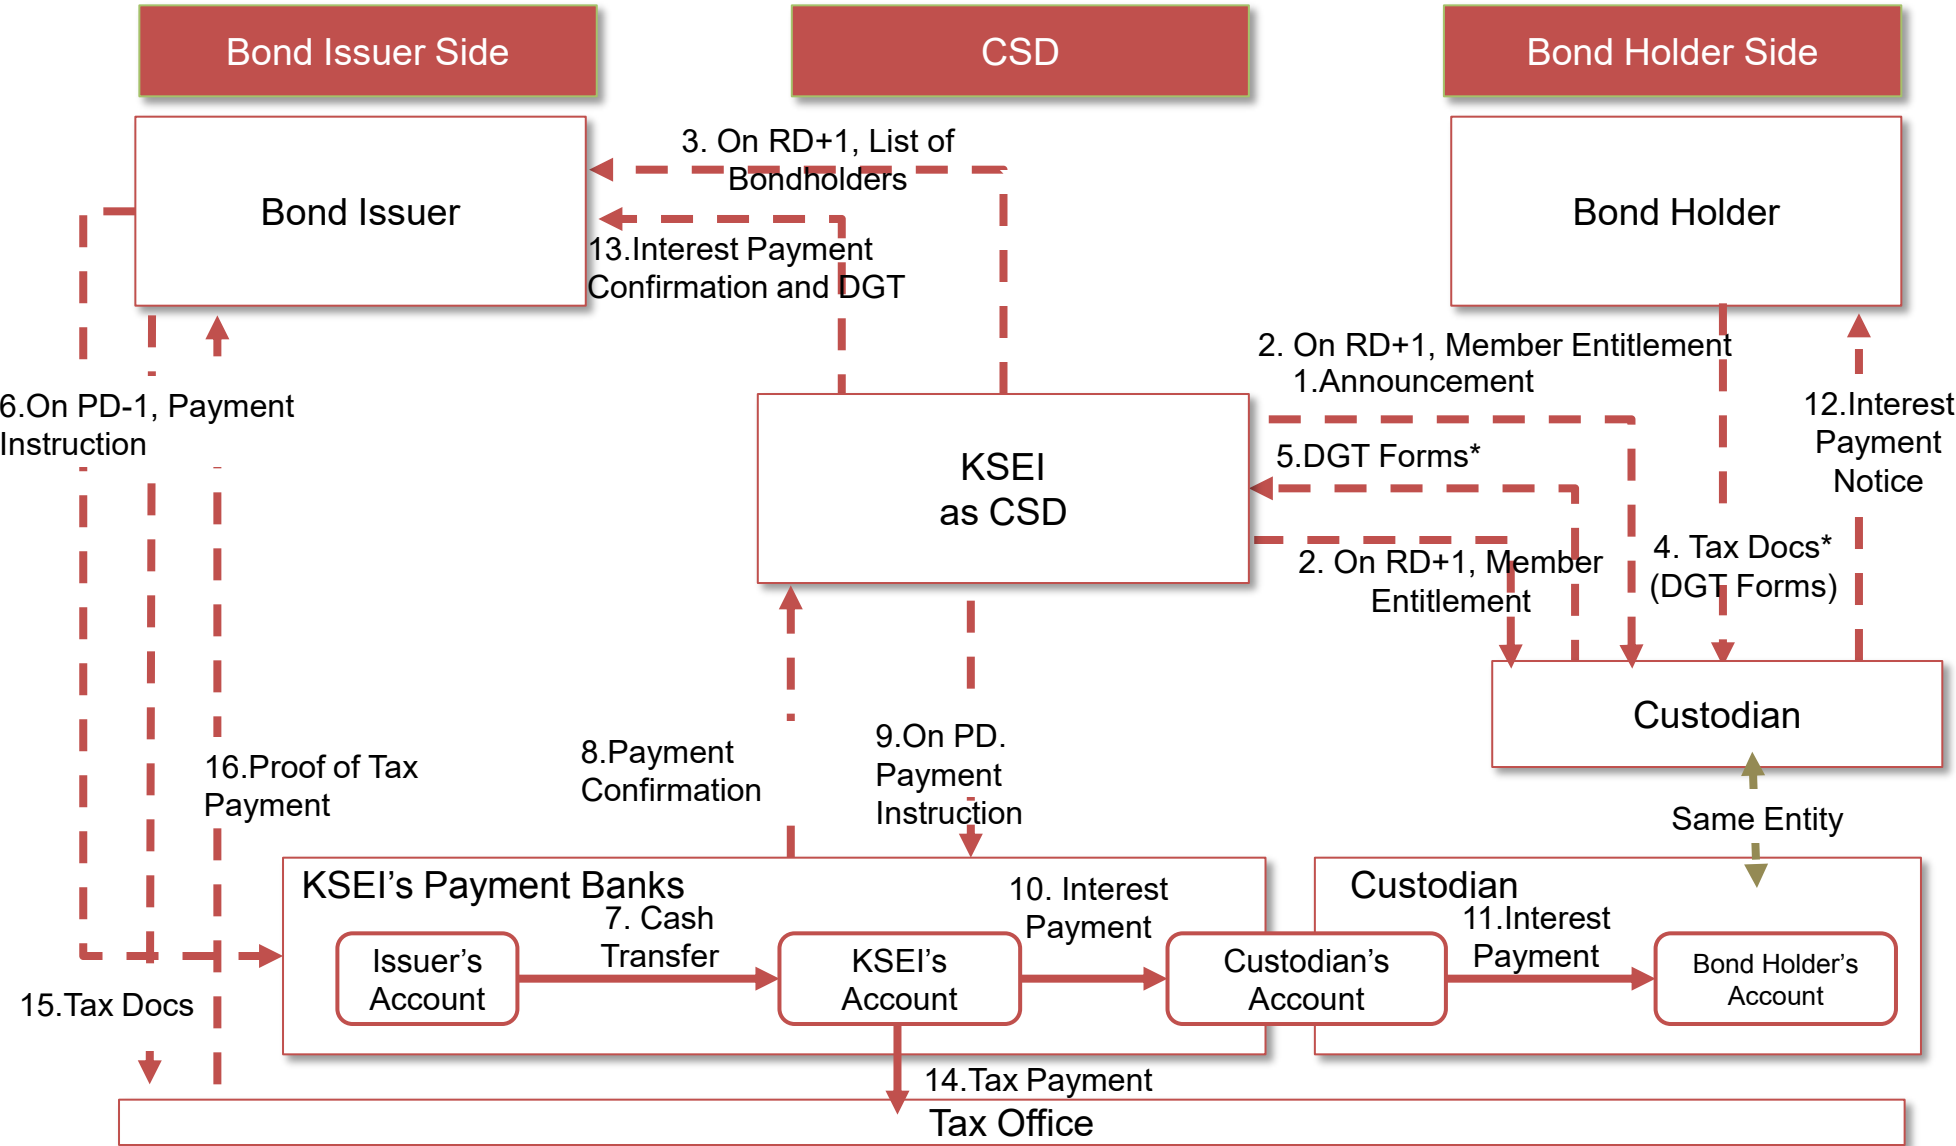 Bond Issuer Side
CSD
Bond Holder Side
3. On RD+1, List of
Bondholders
Bond Issuer
Bond Holder
13.Interest Payment
Confirmation and DGT
2. On RD+1, Member Entitlement
1.Announcement
6.On PD-1, Payment
Instruction
12.Interest
Payment
Notice
5.DGT Forms*
KSEI
as CSD
2. On RD+1, Member
Entitlement
4. Tax Docs*
(DGT Forms)
Custodian
16.Proof of Tax
Payment
8.Payment
Confirmation
9.On PD.
Payment
Instruction
Same Entity
KSEI’s Payment Banks
Custodian
7. Cash
Transfer
10. Interest
Payment
11.Interest
Payment
Issuer’s
Account
KSEI’s
Account
Custodian’s
Account
Bond Holder’s
Account
15.Tax Docs
14.Tax Payment
Tax Office